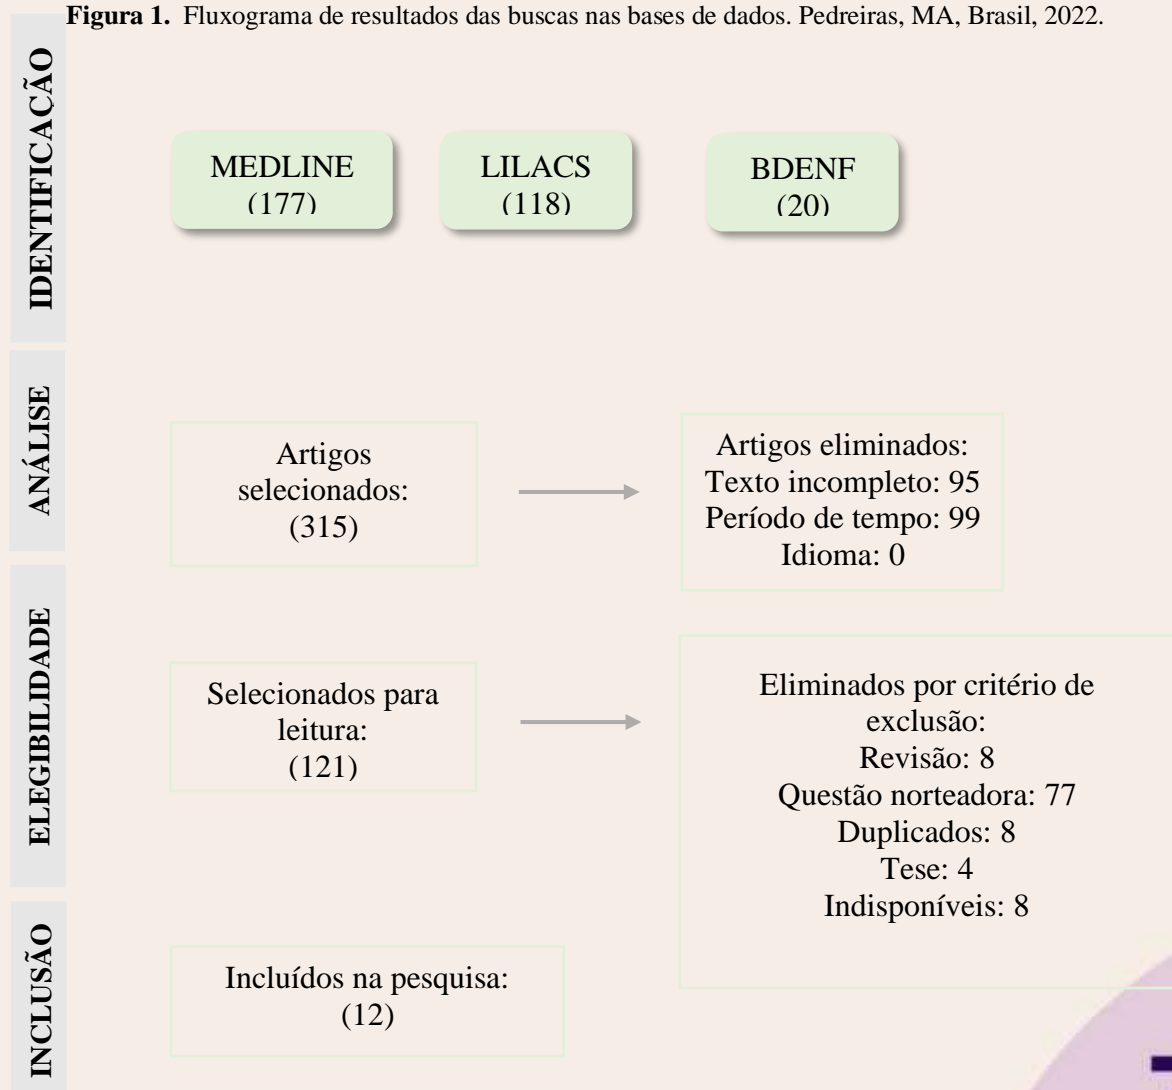 Figura 1. Fluxograma de resultados das buscas nas bases de dados. Pedreiras, MA, Brasil, 2022.
IDENTIFICAÇÃO
MEDLINE
(177)
LILACS
(118)
BDENF
(20)
ANÁLISE
Artigos
selecionados:
(315)
Artigos eliminados:
Texto incompleto: 95
Período de tempo: 99
Idioma: 0
ELEGIBILIDADE
Selecionados para
leitura:
(121)
Eliminados por critério de
exclusão:
Revisão: 8
Questão norteadora: 77
Duplicados: 8
Tese: 4
Indisponíveis: 8
INCLUSÃO
Incluídos na pesquisa:
(12)